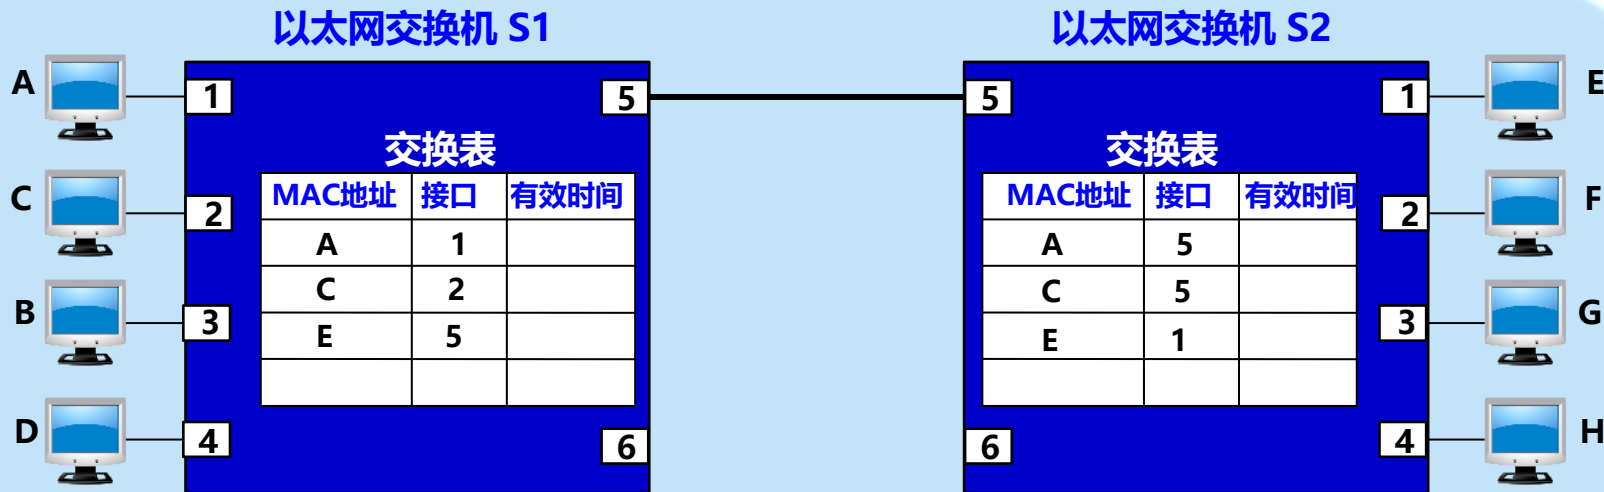 以太网交换机 S1
以太网交换机 S2
A
1
5
5
1
E
交换表
交换表
MAC地址 接口 有效时间
MAC地址 接口 有效时间
C
2
2
F
A 1
A 5
C 2
C 5
B
3
3
G
E 5
E 1
D
4
6
6
4
H